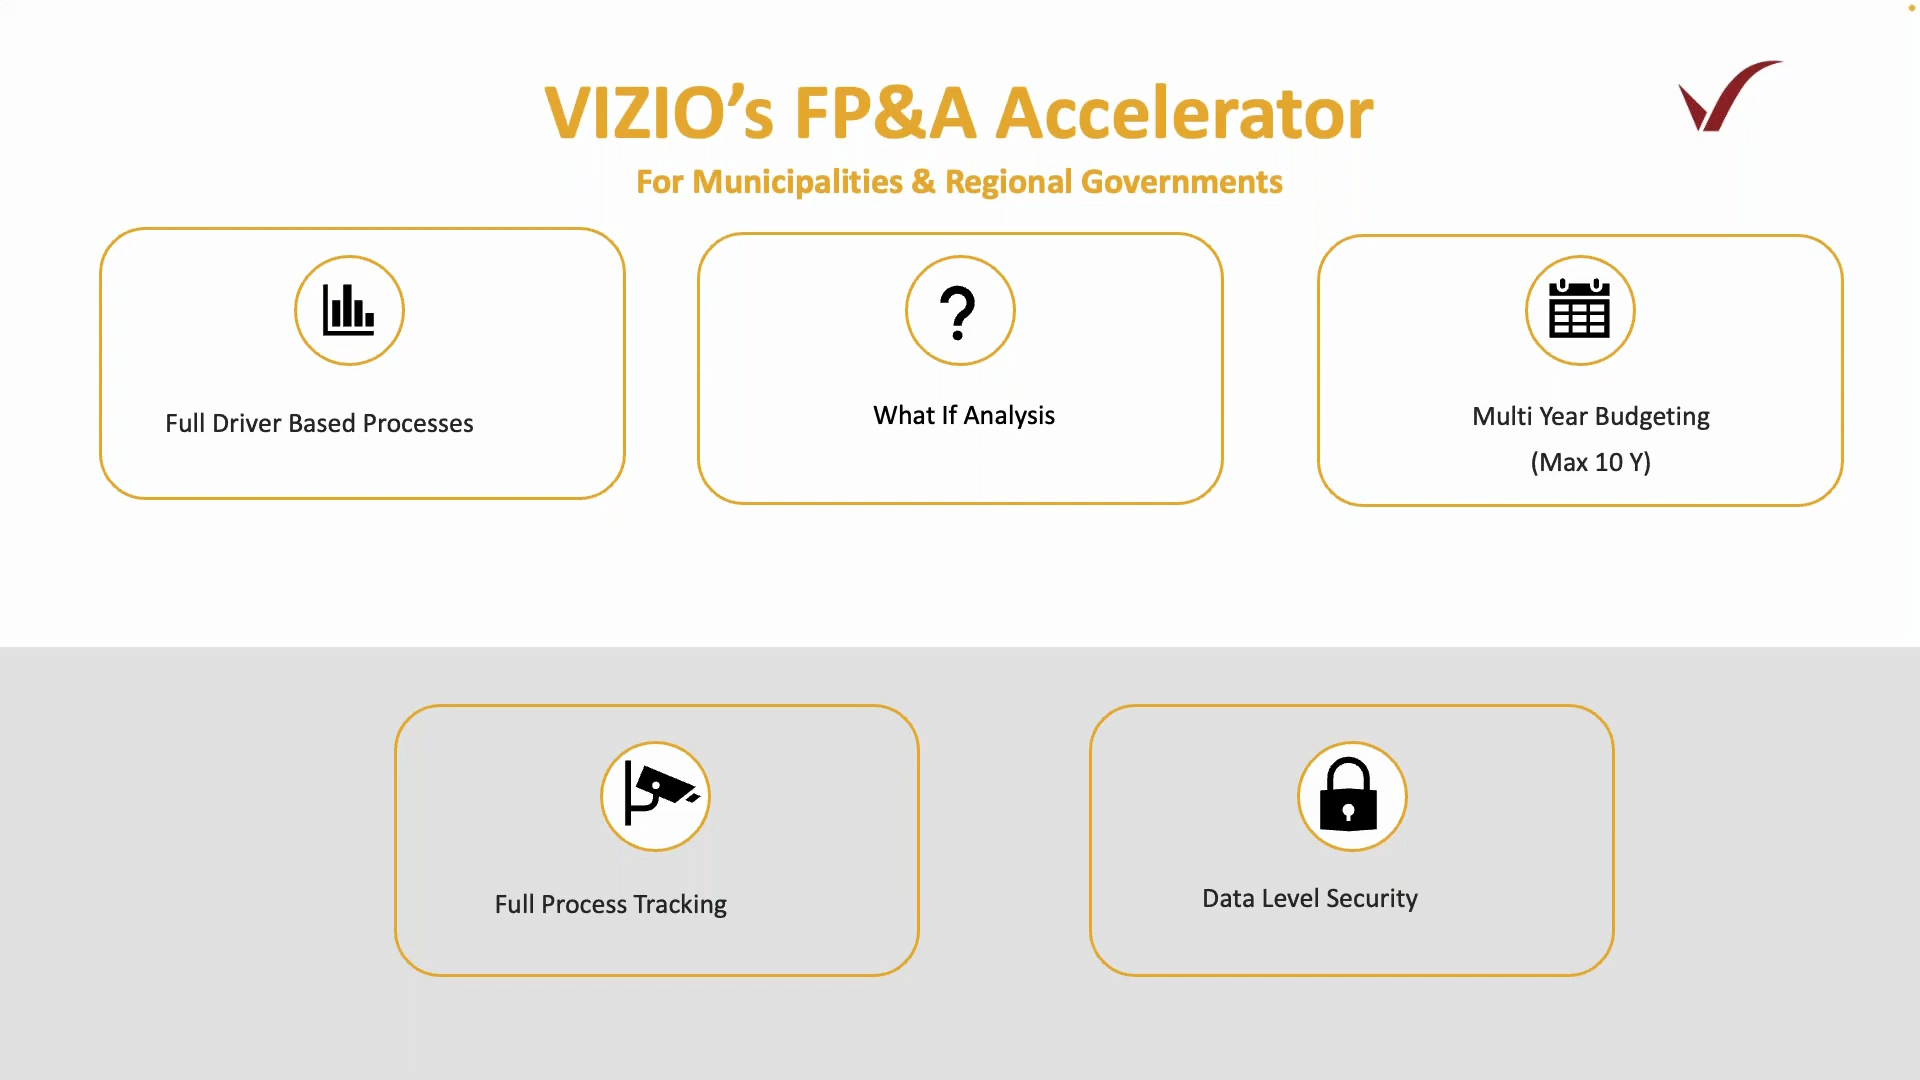 VIZIO’s FP&A Accelerator
For Municipalities & Regional Governments
Full Driver Based Processes
What If Analysis
Multi Year Budgeting
(Max 10 Y)
Full Process Tracking
Data Level Security